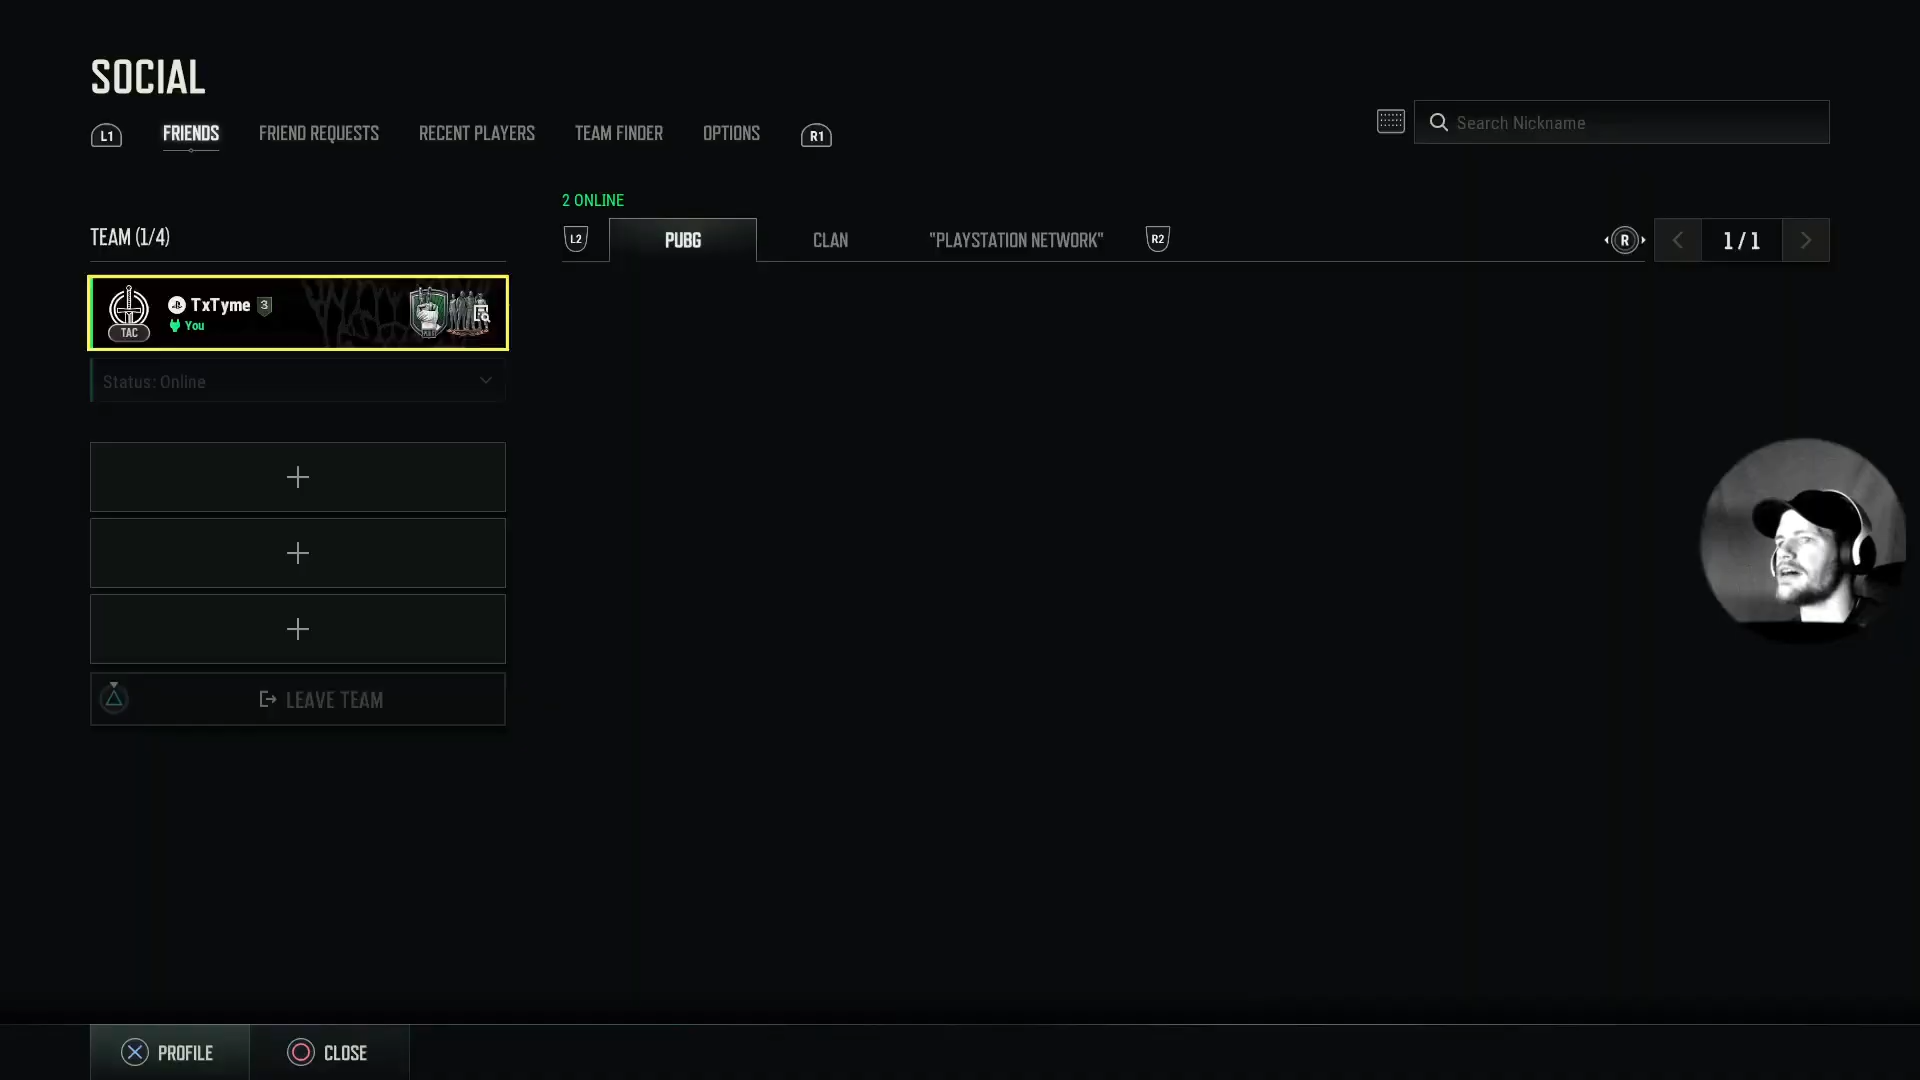 SOCIAL
L1 FRIENDS FRIEND REQUESTS RECENT PLAYERS TEAM FINDER OPTIONS R1
Search Nickname
2 ONLINE
TEAM (1/4)
L2 PUBG CLAN "PLAYSTATION NETWORK" R2
R 1 / 1
TxTyme 3
You
TAC
Status: Online
LEAVE TEAM
PROFILE CLOSE